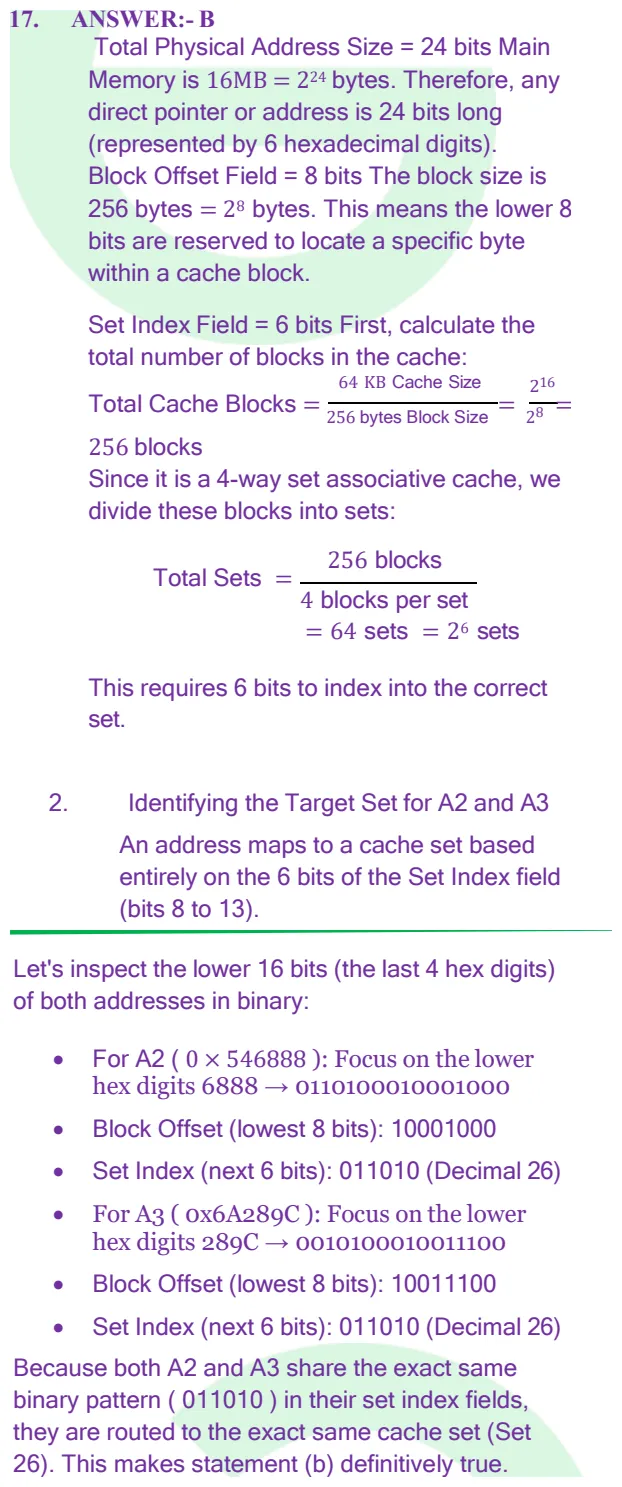 17. ANSWER:- B
Total Physical Address Size = 24 bits Main
Memory is 16MB = 2²⁴ bytes. Therefore, any
direct pointer or address is 24 bits long
(represented by 6 hexadecimal digits).
Block Offset Field = 8 bits The block size is
256 bytes = 2⁸ bytes. This means the lower 8
bits are reserved to locate a specific byte
within a cache block.
Set Index Field = 6 bits First, calculate the
total number of blocks in the cache:
Total Cache Blocks = 64 KB Cache Size / 256 bytes Block Size = 2¹⁶ / 2⁸ =
256 blocks
Since it is a 4-way set associative cache, we
divide these blocks into sets:
Total Sets = 256 blocks / 4 blocks per set
= 64 sets = 2⁶ sets
This requires 6 bits to index into the correct
set.
2. Identifying the Target Set for A2 and A3
An address maps to a cache set based
entirely on the 6 bits of the Set Index field
(bits 8 to 13).
Let's inspect the lower 16 bits (the last 4 hex digits)
of both addresses in binary:
• For A2 ( 0 × 546888 ): Focus on the lower
hex digits 6888 → 0110100010001000
• Block Offset (lowest 8 bits): 10001000
• Set Index (next 6 bits): 011010 (Decimal 26)
• For A3 ( 0x6A289C ): Focus on the lower
hex digits 289C → 0010100010011100
• Block Offset (lowest 8 bits): 10011100
• Set Index (next 6 bits): 011010 (Decimal 26)
Because both A2 and A3 share the exact same
binary pattern ( 011010 ) in their set index fields,
they are routed to the exact same cache set (Set
26). This makes statement (b) definitively true.